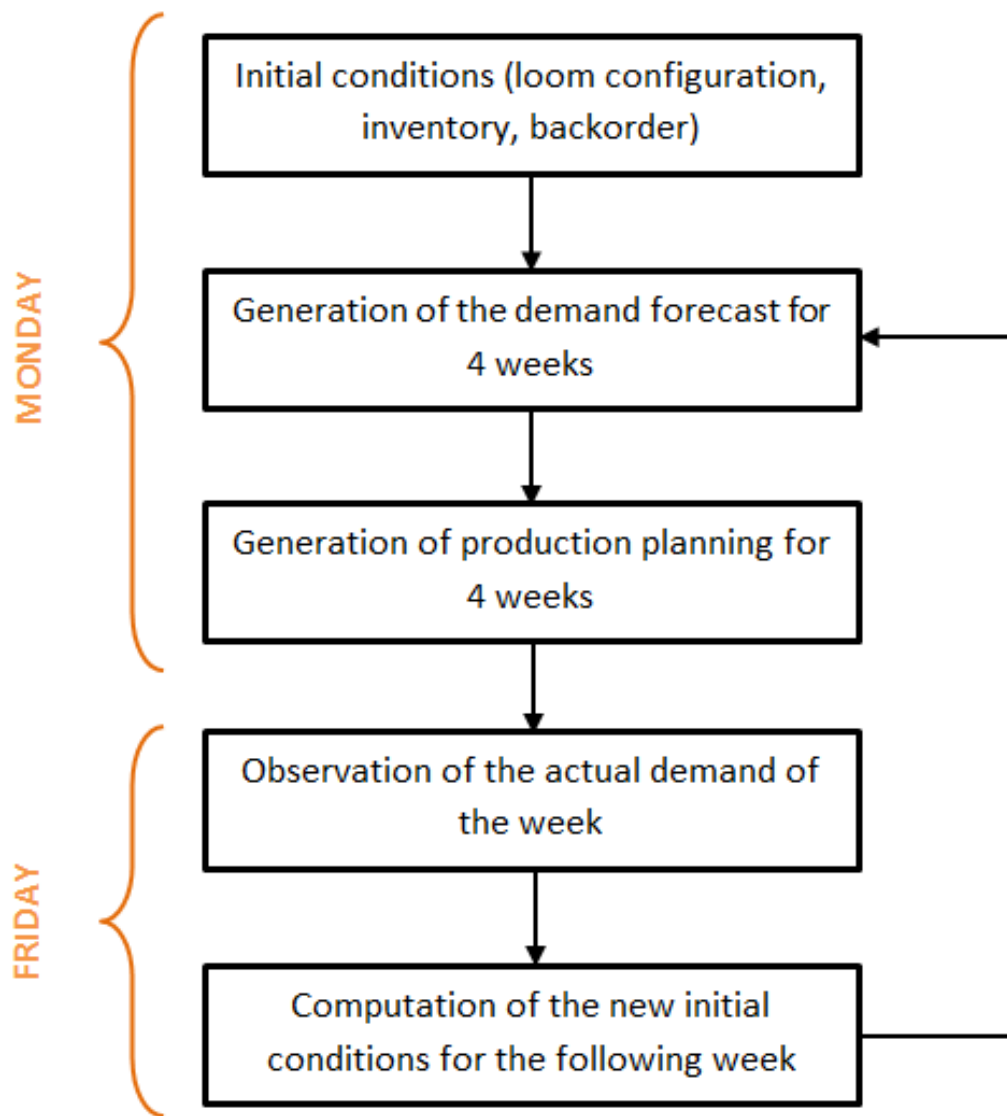 Initial conditions (loom configuration,
inventory, backorder)
MONDAY
Generation of the demand forecast for
4 weeks
Generation of production planning for
4 weeks
Observation of the actual demand of
the week
FRIDAY
Computation of the new initial
conditions for the following week